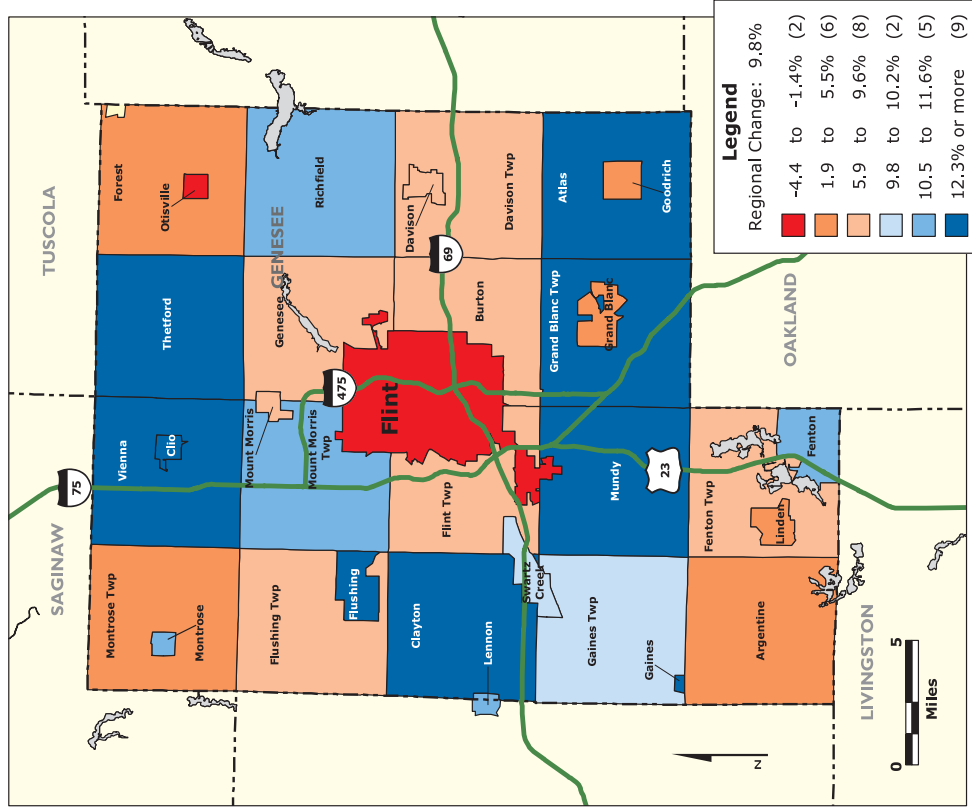 TUSCOLA
SAGINAW
GENESEE
OAKLAND
LIVINGSTON
Forest
Otisville
Richfield
Davison
Davison Twp
Atlas
Goodrich
Thetford
Genesee
Burton
Grand Blanc Twp
Grand Blanc
69
475
75
23
Flint
Vienna
Clio
Mount Morris
Mount Morris
Twp
Flint Twp
Mundy
Fenton Twp
Fenton
Linden
Montrose Twp
Montrose
Flushing Twp
Flushing
Clayton
Lennon
Swartz
Creek
Gaines Twp
Gaines
Argentine
N
0
5
Miles
Legend
Regional Change: 9.8%
-4.4 to -1.4% (2)
1.9 to 5.5% (6)
5.9 to 9.6% (8)
9.8 to 10.2% (2)
10.5 to 11.6% (5)
12.3% or more (9)